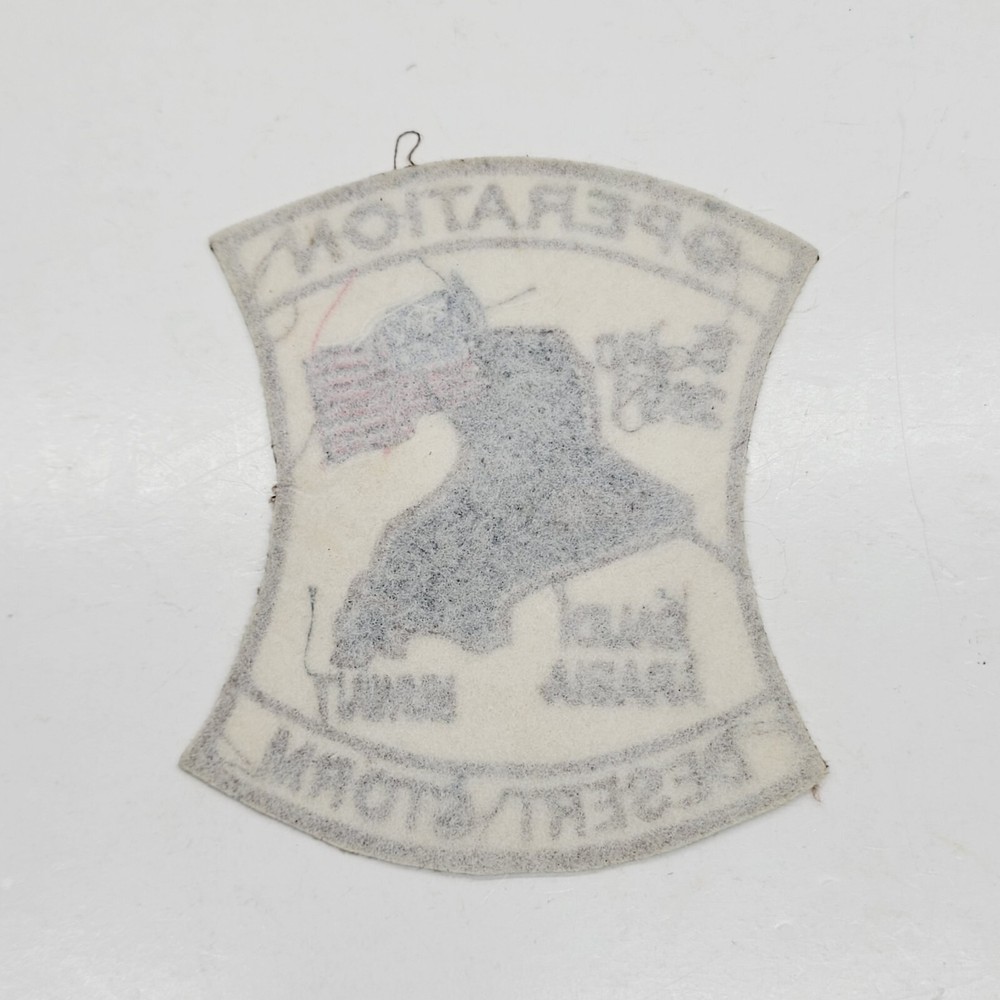 OPERATION
SAUDI
ARABIA
KUWAIT
DESERT STORM